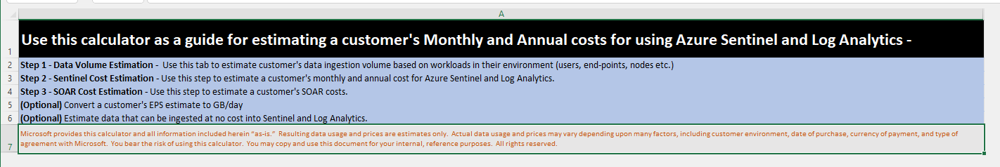 A
1 Use this calculator as a guide for estimating a customer's Monthly and Annual costs for using Azure Sentinel and Log Analytics -
2 Step 1 - Data Volume Estimation - Use this tab to estimate customer's data ingestion volume based on workloads in their environment (users, end-points, nodes etc.)
3 Step 2 - Sentinel Cost Estimation - Use this step to estimate a customer's monthly and annual cost for Azure Sentinel and Log Analytics.
4 Step 3 - SOAR Cost Estimation - Use this step to estimate a customer's SOAR costs.
5 (Optional) Convert a customer's EPS estimate to GB/day
6 (Optional) Estimate data that can be ingested at no cost into Sentinel and Log Analytics.
Microsoft provides this calculator and all information included herein “as-is.” Resulting data usage and prices are estimates only. Actual data usage and prices may vary depending upon many factors, including customer environment, date of purchase, currency of payment, and type of
7 agreement with Microsoft. You bear the risk of using this calculator. You may copy and use this document for your internal, reference purposes. All rights reserved.